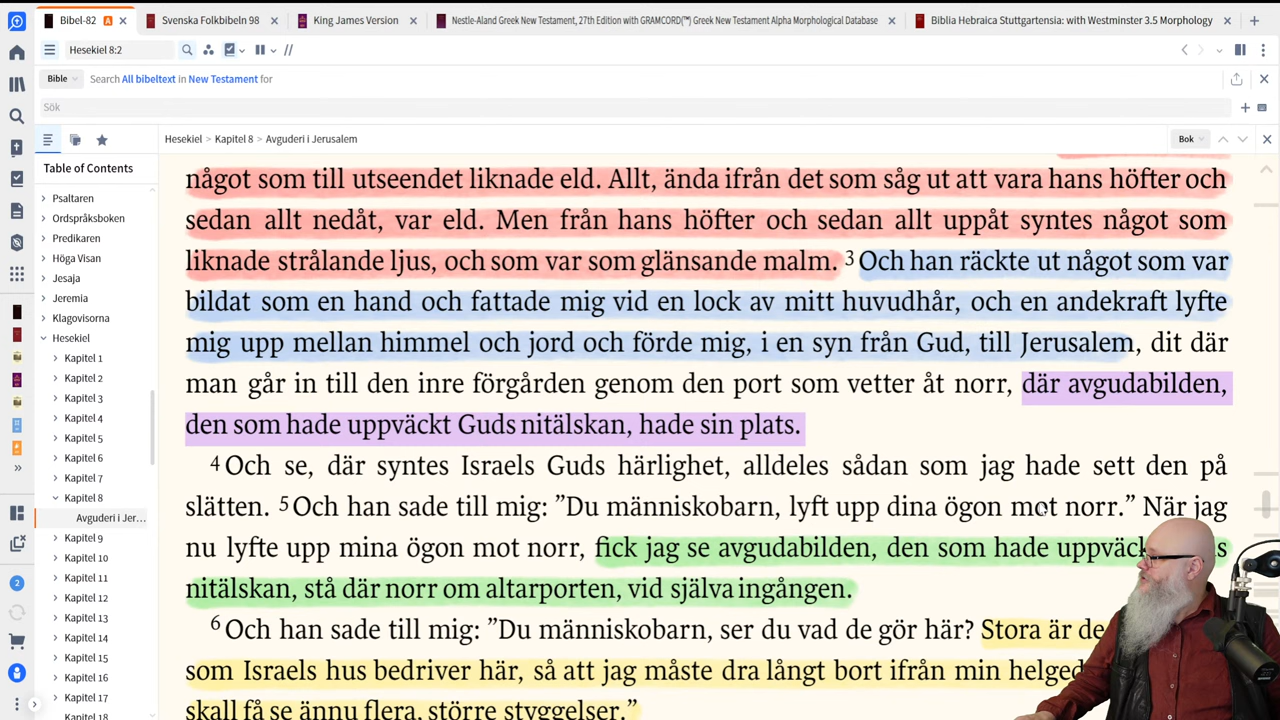 Bibel-82 A
Svenska Folkbibeln 98
King James Version
Nestle-Aland Greek New Testament, 27th Edition with GRAMCORD(™) Greek New Testament Alpha Morphological Database
Biblia Hebraica Stuttgartensia: with Westminster 3.5 Morphology
Hesekiel 8:2
Bible
Search All bibeltext in New Testament for
Sök
Hesekiel > Kapitel 8 > Avguderi i Jerusalem
Bok
Table of Contents
Psaltaren
Ordspråksboken
Predikaren
Höga Visan
Jesaja
Jeremia
Klagovisorna
Hesekiel
Kapitel 1
Kapitel 2
Kapitel 3
Kapitel 4
Kapitel 5
Kapitel 6
Kapitel 7
Kapitel 8
Avguderi i Jer...
Kapitel 9
Kapitel 10
Kapitel 11
Kapitel 12
Kapitel 13
Kapitel 14
Kapitel 15
Kapitel 16
Kapitel 17
Kapitel 18
2
något som till utseendet liknade eld. Allt, ända ifrån det som såg ut att vara hans höfter och
sedan allt nedåt, var eld. Men från hans höfter och sedan allt uppåt syntes något som
liknade strålande ljus, och som var som glänsande malm. 3 Och han räckte ut något som var
bildat som en hand och fattade mig vid en lock av mitt huvudhår, och en andekraft lyfte
mig upp mellan himmel och jord och förde mig, i en syn från Gud, till Jerusalem, dit där
man går in till den inre förgården genom den port som vetter åt norr, där avgudabilden,
den som hade uppväckt Guds nitälskan, hade sin plats.
4 Och se, där syntes Israels Guds härlighet, alldeles sådan som jag hade sett den på
slätten. 5 Och han sade till mig: ”Du människobarn, lyft upp dina ögon mot norr.” När jag
nu lyfte upp mina ögon mot norr, fick jag se avgudabilden, den som hade uppväck
nitälskan, stå där norr om altarporten, vid själva ingången.
6 Och han sade till mig: ”Du människobarn, ser du vad de gör här? Stora är de
som Israels hus bedriver här, så att jag måste dra långt bort ifrån min helged
skall få se ännu flera, större styggelser.”